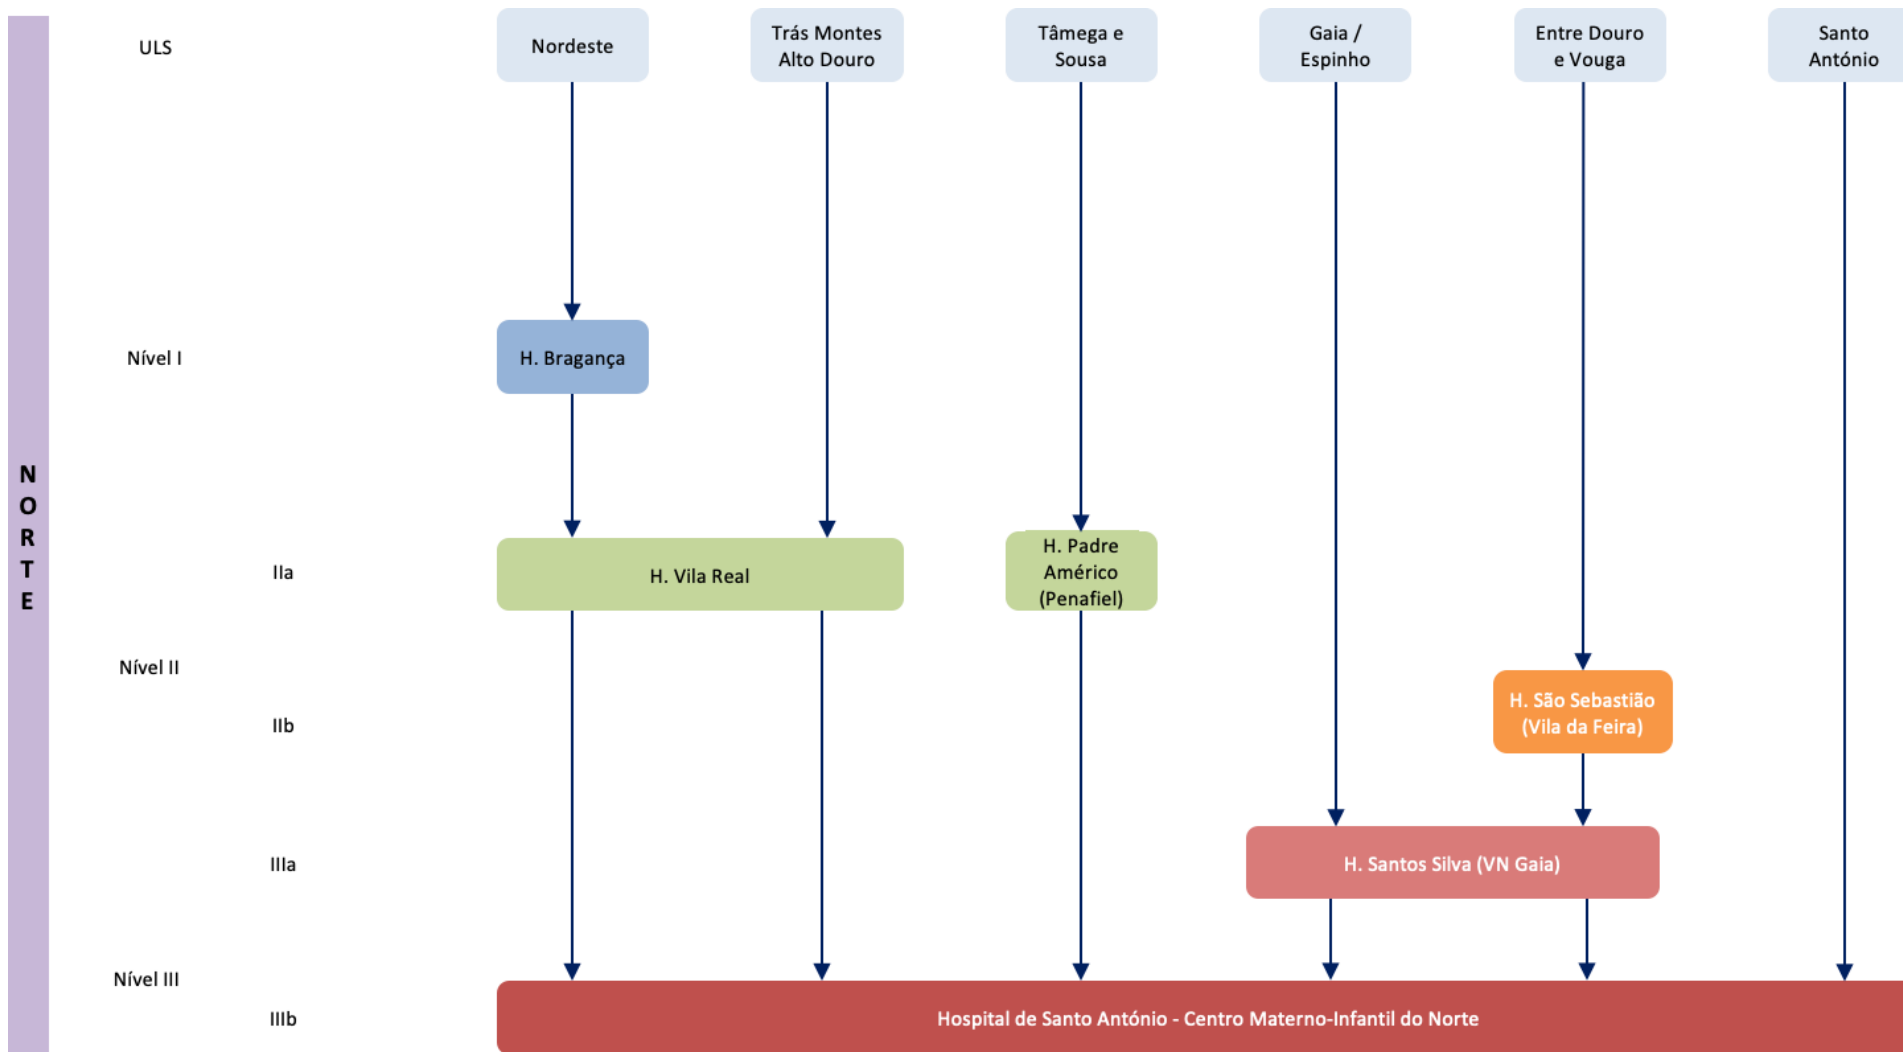 ULS
Nordeste
Trás Montes
Alto Douro
Tâmega e
Sousa
Gaia /
Espinho
Entre Douro
e Vouga
Santo
António
Nível I
H. Bragança
N
O
R
T
E
IIa
H. Vila Real
H. Padre
Américo
(Penafiel)
Nível II
IIb
H. São Sebastião
(Vila da Feira)
IIIa
H. Santos Silva (VN Gaia)
Nível III
IIIb
Hospital de Santo António - Centro Materno-Infantil do Norte